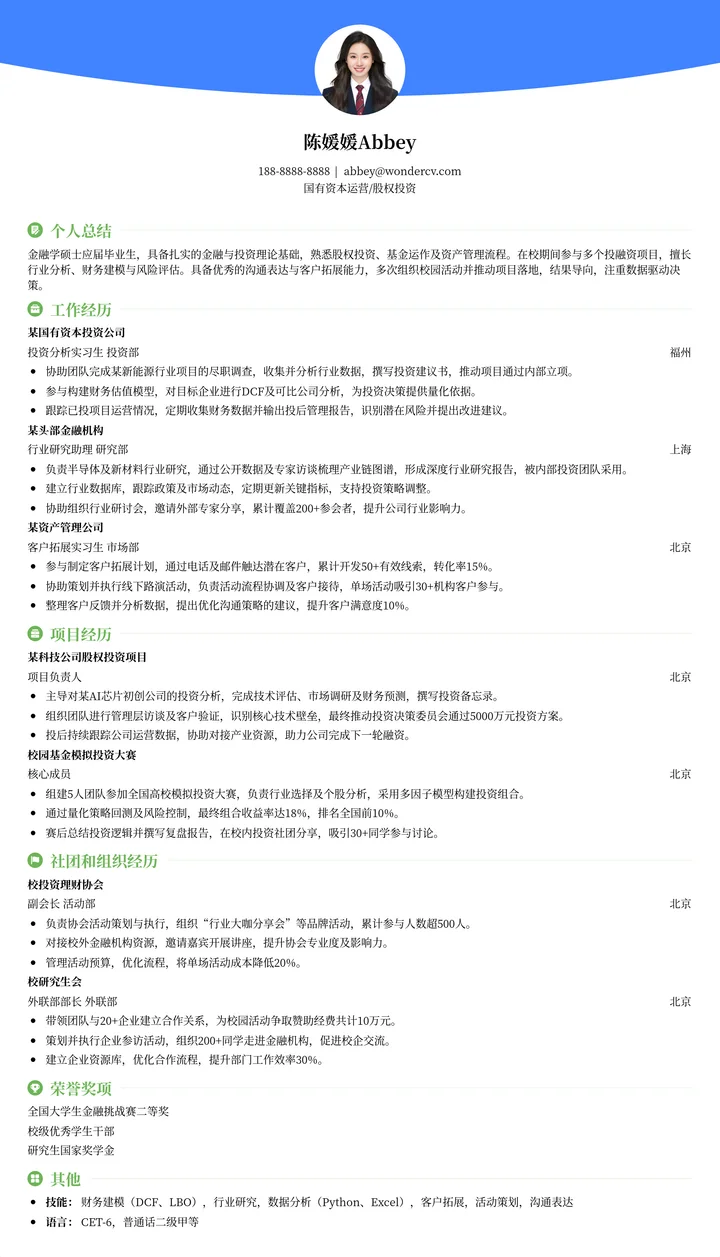 陈媛媛Abbey
188-8888-8888 | abbey@wondercv.com
国有资本运营/股权投资
个人总结
金融学硕士应届毕业生，具备扎实的金融与投资理论基础，熟悉股权投资、基金运作及资产管理流程。在校期间参与多个投融资项目，擅长
行业分析、财务建模与风险评估。具备优秀的沟通表达与客户拓展能力，多次组织校园活动并推动项目落地，结果导向，注重数据驱动决
策。
工作经历
某国有资本投资公司
投资分析实习生 投资部 福州
• 协助团队完成某新能源行业项目的尽职调查，收集并分析行业数据，撰写投资建议书，推动项目通过内部立项。
• 参与构建财务估值模型，对目标企业进行DCF及可比公司分析，为投资决策提供量化依据。
• 跟踪已投项目运营情况，定期收集财务数据并输出投后管理报告，识别潜在风险并提出改进建议。
某头部金融机构
行业研究助理 研究部 上海
• 负责半导体及新材料行业研究，通过公开数据及专家访谈梳理产业链图谱，形成深度行业研究报告，被内部投资团队采用。
• 建立行业数据库，跟踪政策及市场动态，定期更新关键指标，支持投资策略调整。
• 协助组织行业研讨会，邀请外部专家分享，累计覆盖200+参会者，提升公司行业影响力。
某资产管理公司
客户拓展实习生 市场部 北京
• 参与制定客户拓展计划，通过电话及邮件触达潜在客户，累计开发50+有效线索，转化率15%。
• 协助策划并执行线下路演活动，负责活动流程协调及客户接待，单场活动吸引30+机构客户参与。
• 整理客户反馈并分析数据，提出优化沟通策略的建议，提升客户满意度10%。
项目经历
某科技公司股权投资项目
项目负责人 北京
• 主导对某AI芯片初创公司的投资分析，完成技术评估、市场调研及财务预测，撰写投资备忘录。
• 组织团队进行管理层访谈及客户验证，识别核心技术壁垒，最终推动投资决策委员会通过5000万元投资方案。
• 投后持续跟踪公司运营数据，协助对接产业资源，助力公司完成下一轮融资。
校园基金模拟投资大赛
核心成员 北京
• 组建5人团队参加全国高校模拟投资大赛，负责行业选择及个股分析，采用多因子模型构建投资组合。
• 通过量化策略回测及风险控制，最终组合收益率达18%，排名全国前10%。
• 赛后总结投资逻辑并撰写复盘报告，在校内投资社团分享，吸引30+同学参与讨论。
社团和组织经历
校投资理财协会
副会长 活动部 北京
• 负责协会活动策划与执行，组织“行业大咖分享会”等品牌活动，累计参与人数超500人。
• 对接校外金融机构资源，邀请嘉宾开展讲座，提升协会专业度及影响力。
• 管理活动预算，优化流程，将单场活动成本降低20%。
校研究生会
外联部部长 外联部 北京
• 带领团队与20+企业建立合作关系，为校园活动争取赞助经费共计10万元。
• 策划并执行企业参访活动，组织200+同学走进金融机构，促进校企交流。
• 建立企业资源库，优化合作流程，提升部门工作效率30%。
荣誉奖项
全国大学生金融挑战赛二等奖
校级优秀学生干部
研究生国家奖学金
其他
• 技能： 财务建模（DCF、LBO），行业研究，数据分析（Python、Excel），客户拓展，活动策划，沟通表达
• 语言： CET-6，普通话二级甲等